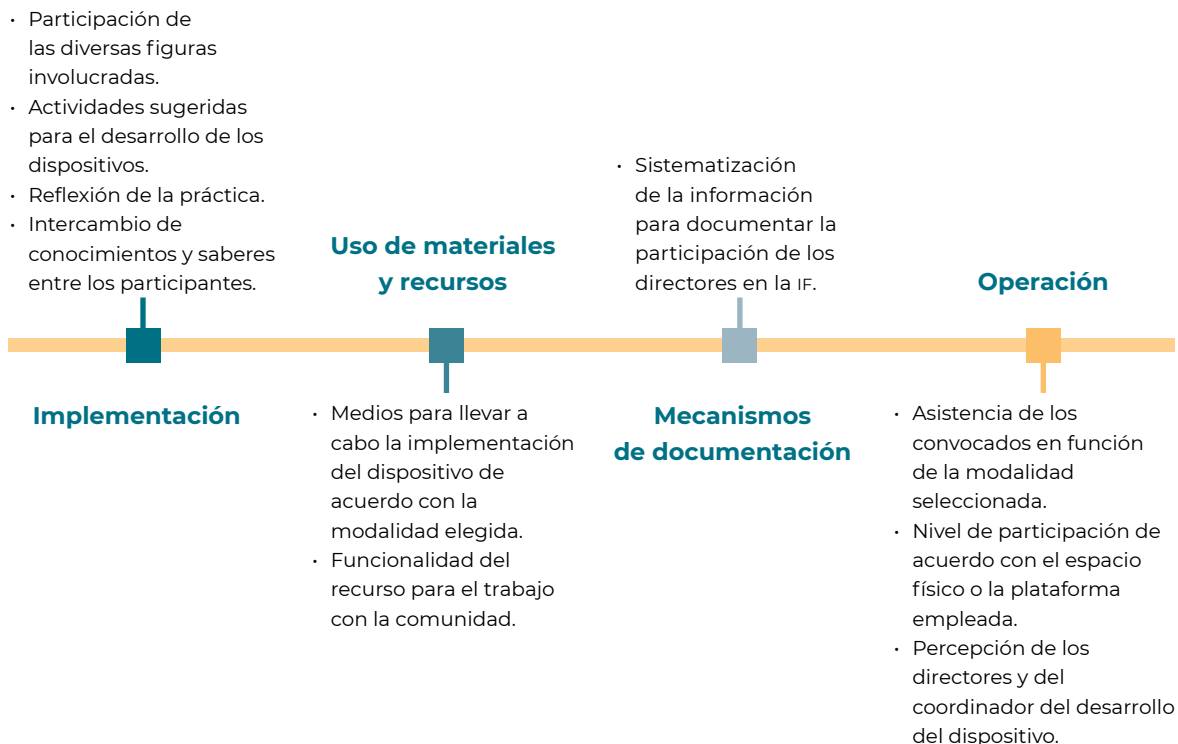 · Participación de
las diversas figuras
involucradas.
· Actividades sugeridas
para el desarrollo de los
dispositivos.
· Reflexión de la práctica.
· Intercambio de
conocimientos y saberes
entre los participantes.
Implementación
Uso de materiales
y recursos
· Medios para llevar a
cabo la implementación
del dispositivo de
acuerdo con la
modalidad elegida.
· Funcionalidad del
recurso para el trabajo
con la comunidad.
· Sistematización
de la información
para documentar la
participación de los
directores en la IF.
Mecanismos
de documentación
Operación
· Asistencia de los
convocados en función
de la modalidad
seleccionada.
· Nivel de participación de
acuerdo con el espacio
físico o la plataforma
empleada.
· Percepción de los
directores y del
coordinador del desarrollo
del dispositivo.